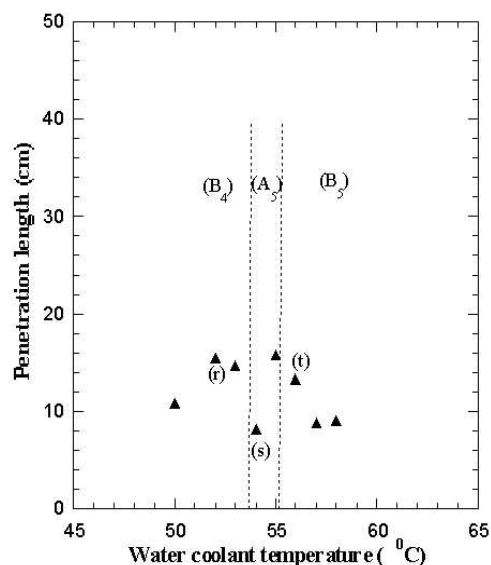 50
40
30
20
10
0
Penetration length (cm)
(B4) (A5) (B5)
(r)
(s)
(t)
45 50 55 60 65
Water coolant temperature ( 0C)